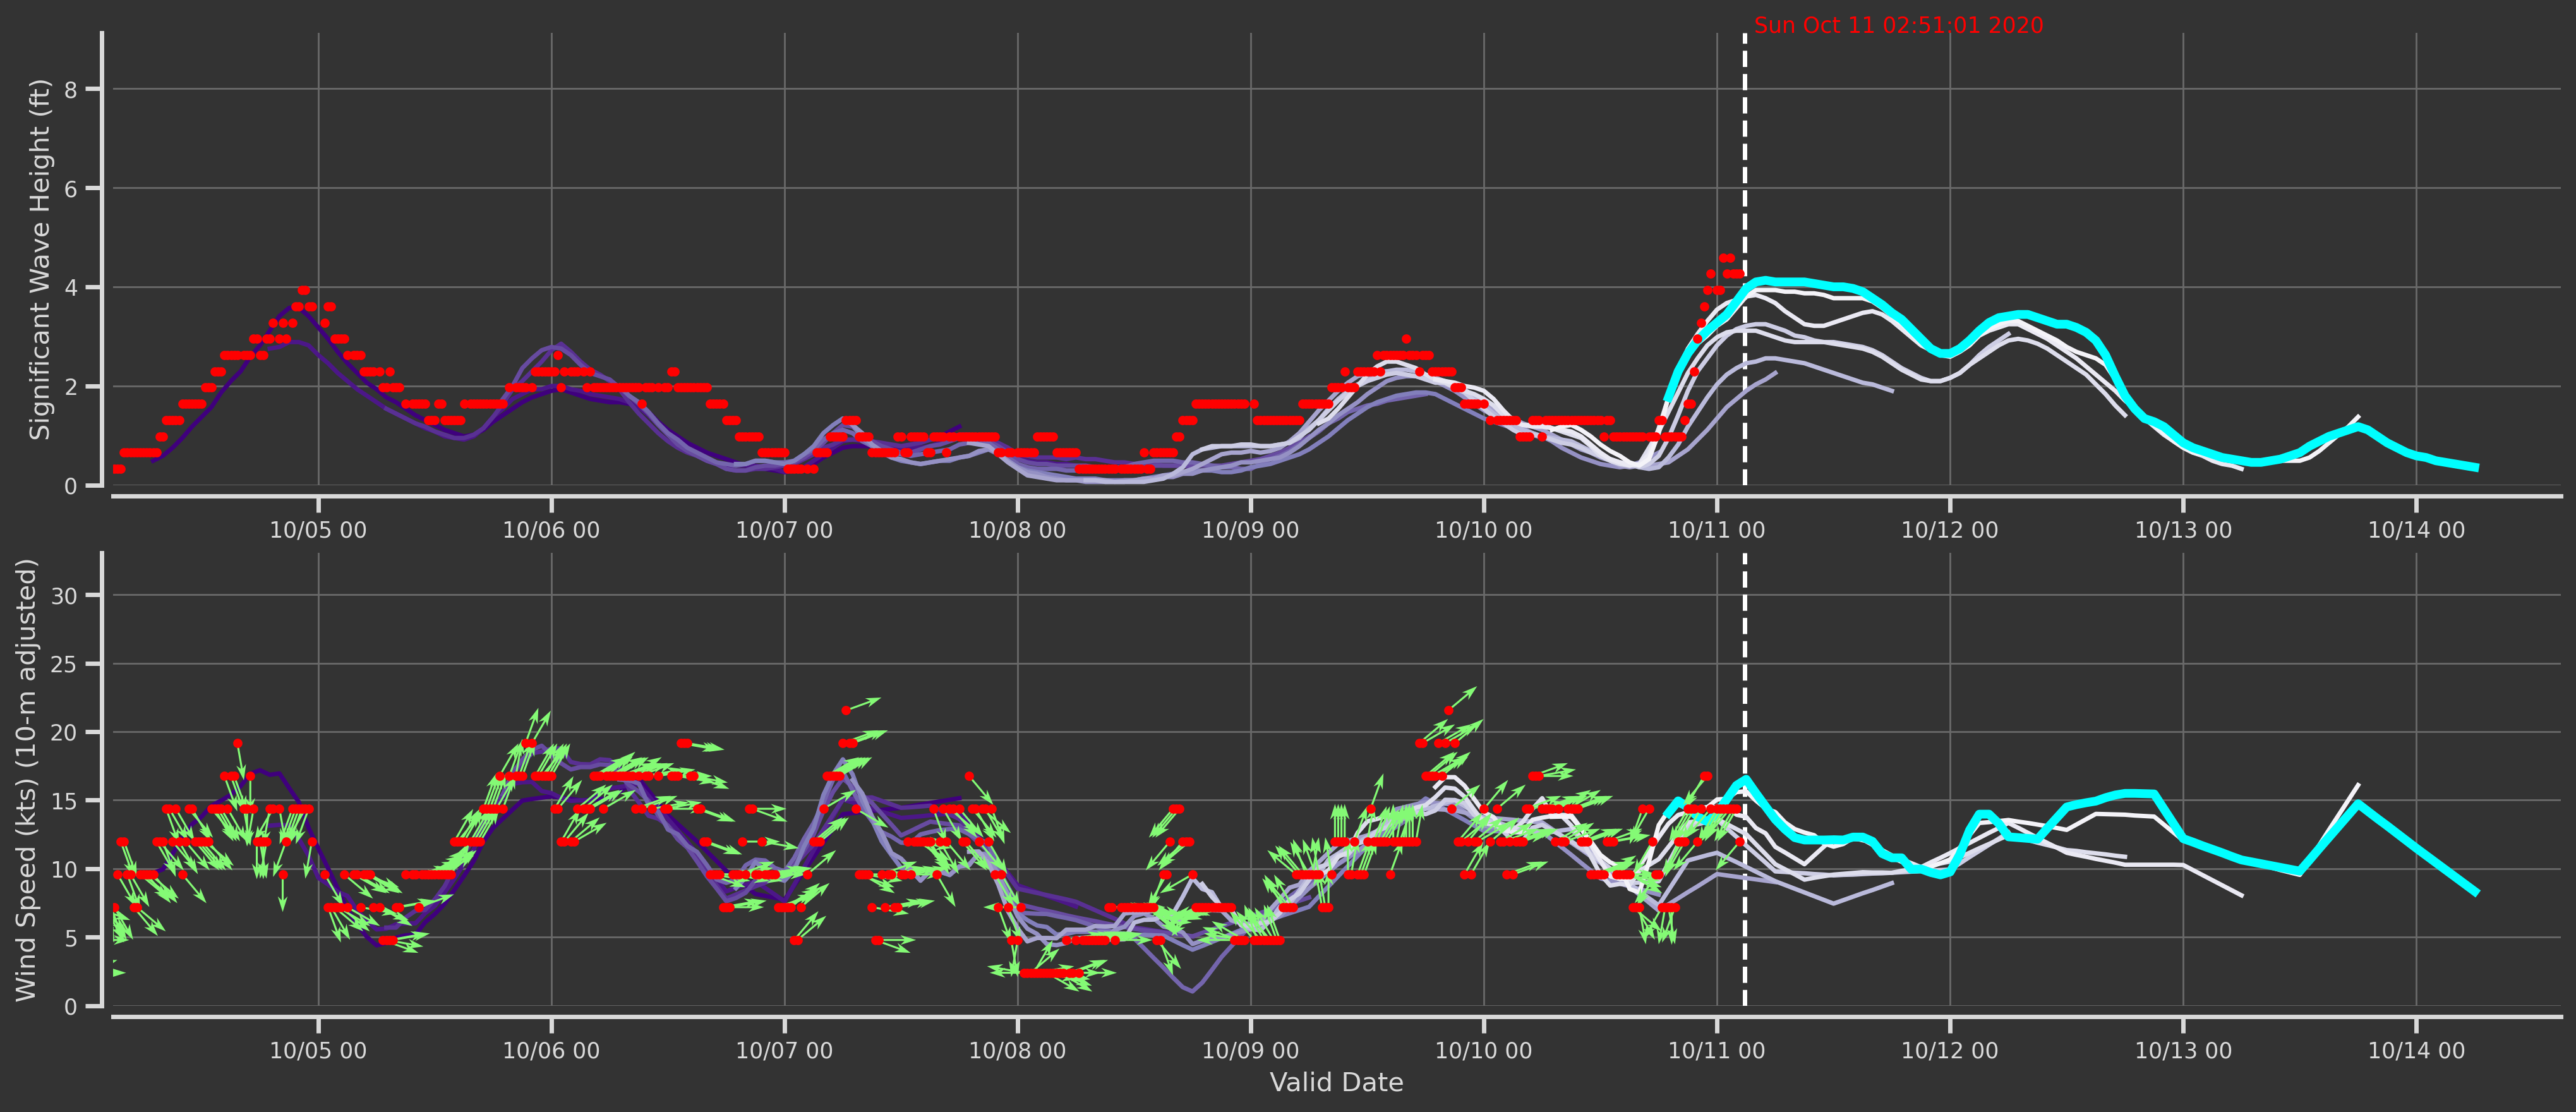 Sun Oct 11 02:51:01 2020
Significant Wave Height (ft)
8
6
4
2
0
10/05 00 10/06 00 10/07 00 10/08 00 10/09 00 10/10 00 10/11 00 10/12 00 10/13 00 10/14 00
Wind Speed (kts) (10-m adjusted)
30
25
20
15
10
5
0
10/05 00 10/06 00 10/07 00 10/08 00 10/09 00 10/10 00 10/11 00 10/12 00 10/13 00 10/14 00
Valid Date